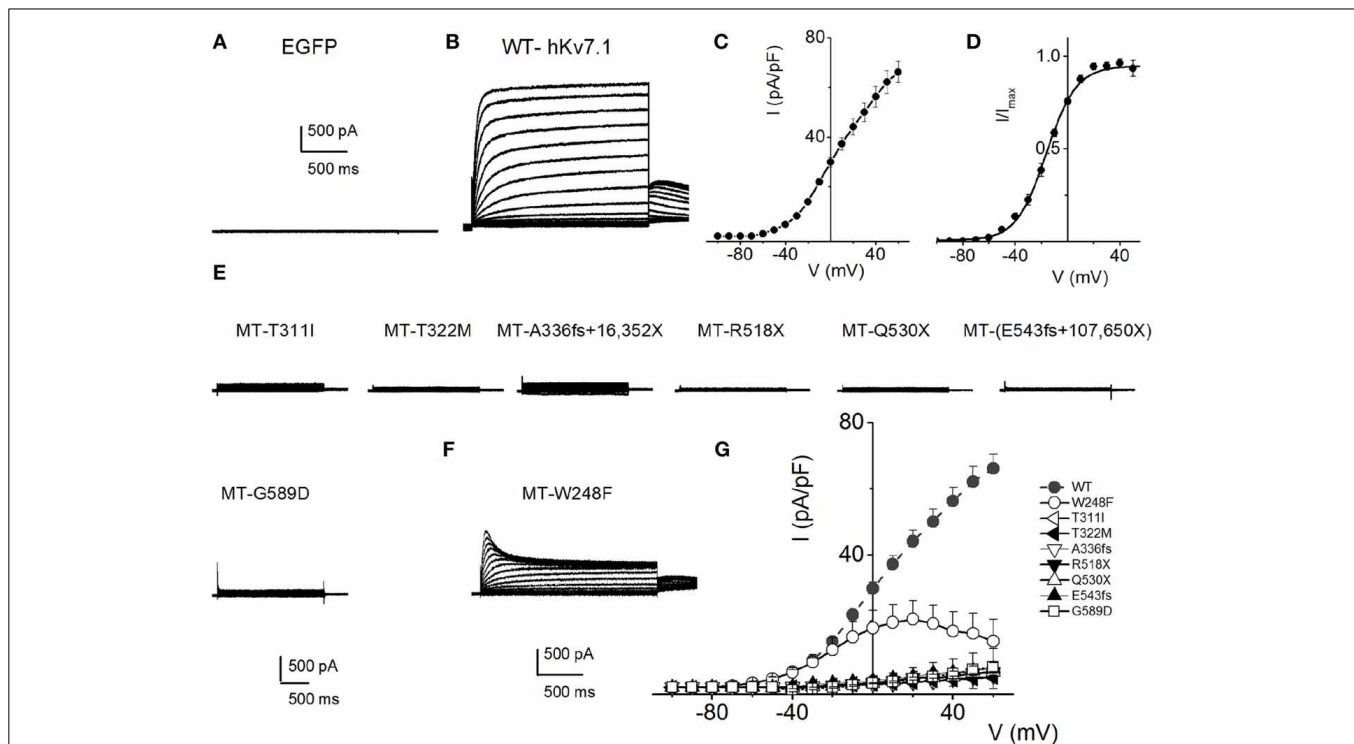 A
EGFP
500 pA
500 ms
B
WT- hKv7.1
C
80
40
I (pA/pF)
-80
-40
40
V (mV)
D
1.0
0.5
I/Imax
-80
-40
40
V (mV)
E
MT-T311I
MT-T322M
MT-A336fs+16,352X
MT-R518X
MT-Q530X
MT-(E543fs+107,650X)
MT-G589D
500 pA
500 ms
F
MT-W248F
500 pA
500 ms
G
80
40
I (pA/pF)
-80
-40
40
V (mV)
WT
W248F
T311I
T322M
A336fs
R518X
Q530X
E543fs
G589D